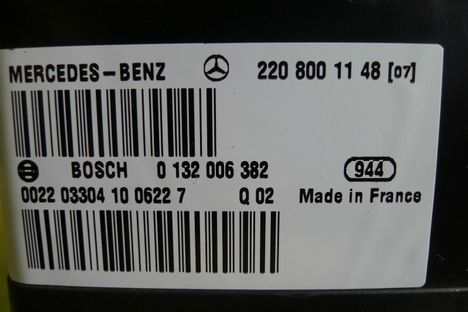 MERCEDES-BENZ 220 800 11 48 [07]
BOSCH 0 132 006 382 944
0022 03304 10 0622 7 Q 02 Made in France